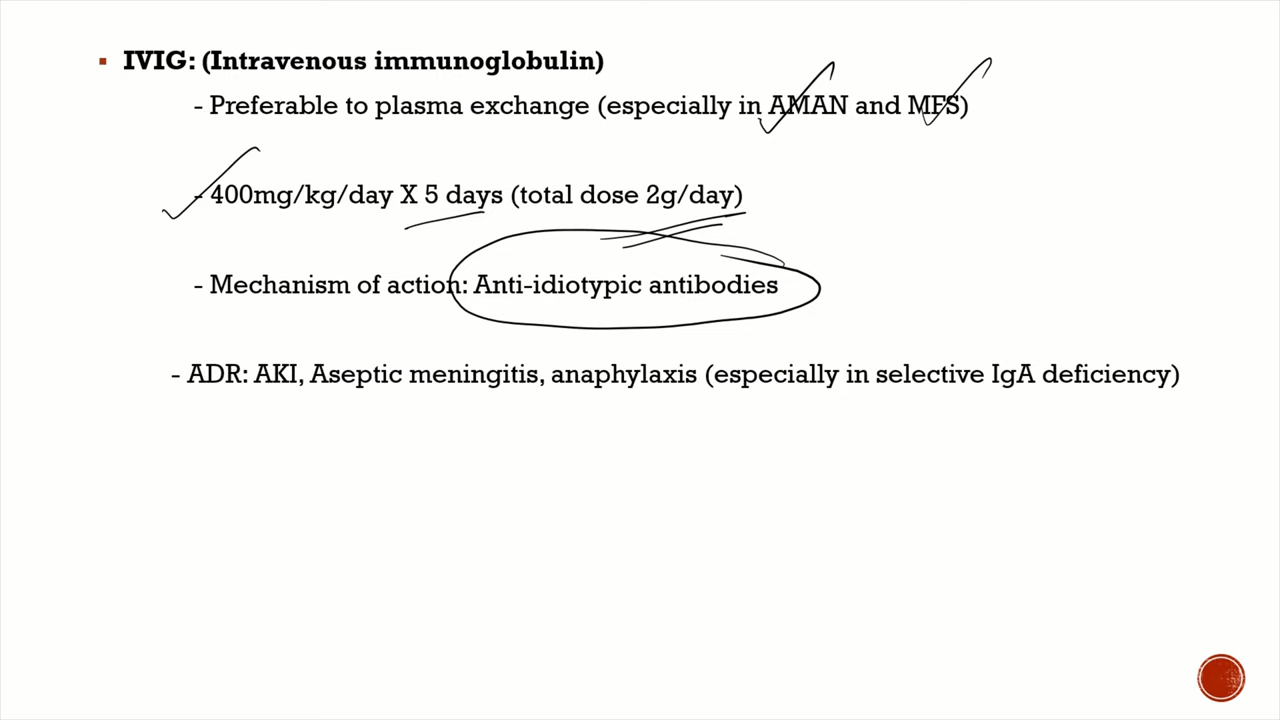 ▪ IVIG: (Intravenous immunoglobulin)
- Preferable to plasma exchange (especially in AMAN and MFS)
- 400mg/kg/day X 5 days (total dose 2g/day)
- Mechanism of action: Anti-idiotypic antibodies
- ADR: AKI, Aseptic meningitis, anaphylaxis (especially in selective IgA deficiency)